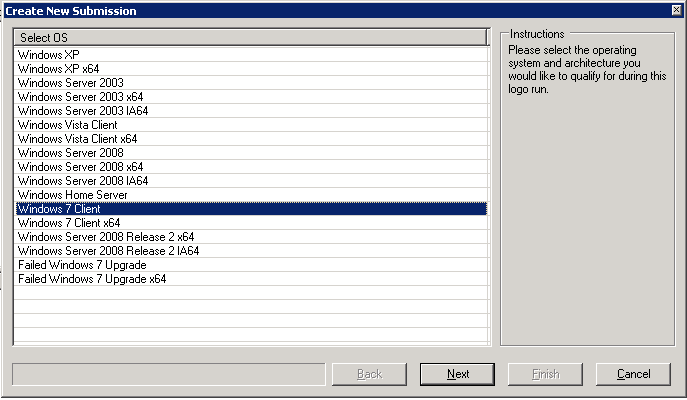 Create New Submission
Select OS
Windows XP
Windows XP x64
Windows Server 2003
Windows Server 2003 x64
Windows Server 2003 IA64
Windows Vista Client
Windows Vista Client x64
Windows Server 2008
Windows Server 2008 x64
Windows Server 2008 IA64
Windows Home Server
Windows 7 Client
Windows 7 Client x64
Windows Server 2008 Release 2 x64
Windows Server 2008 Release 2 IA64
Failed Windows 7 Upgrade
Failed Windows 7 Upgrade x64
Instructions
Please select the operating
system and architecture you
would like to qualify for during this
logo run.
Back
Next
Finish
Cancel